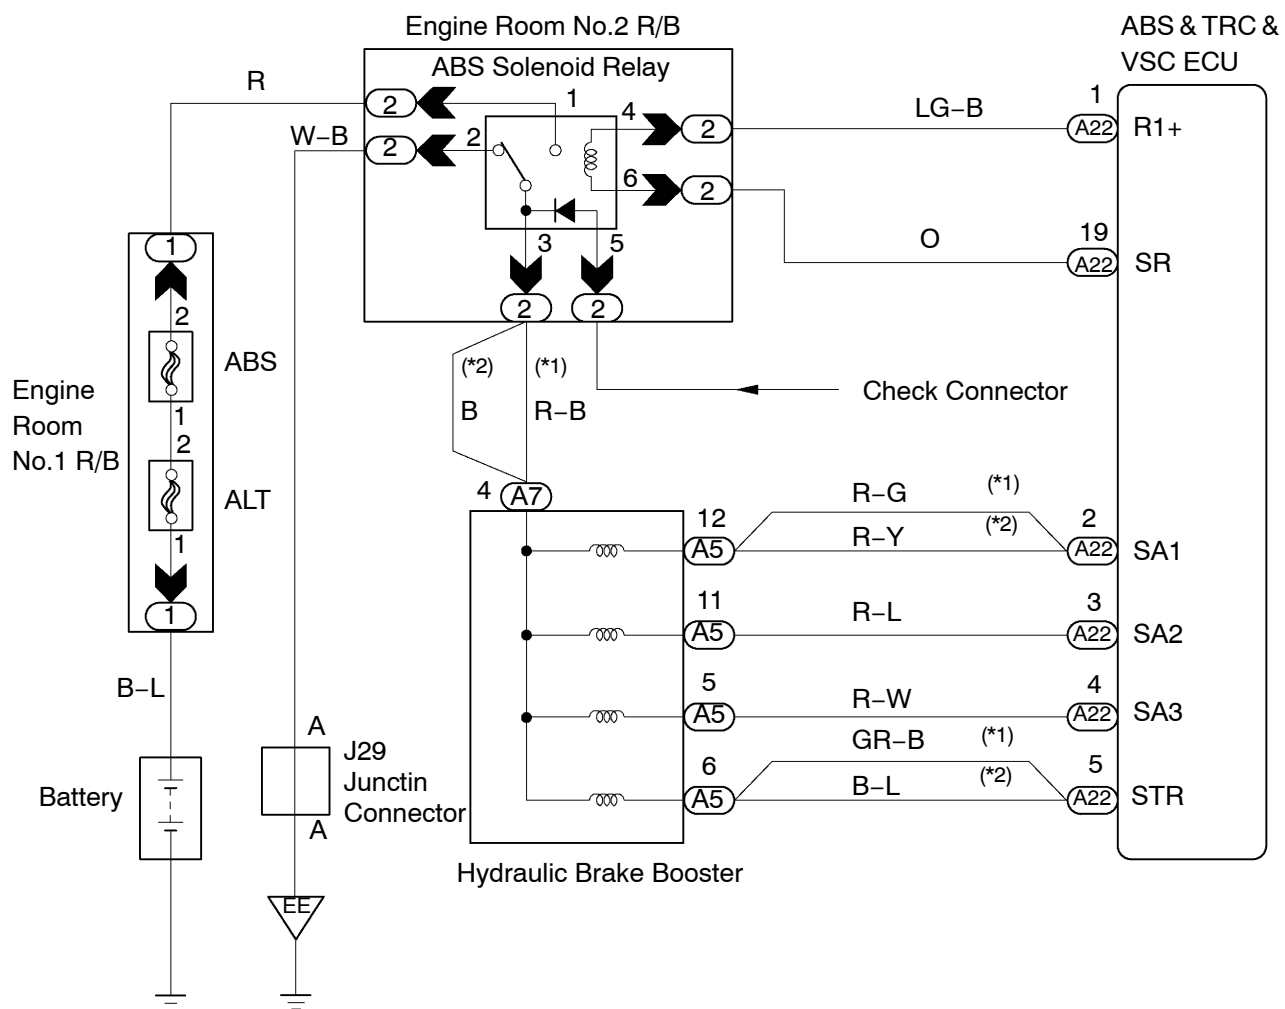 Engine Room No.2 R/B
ABS & TRC &
VSC ECU
ABS Solenoid Relay
R
2
1
4
2
LG-B
1
A22
R1+
W-B
2
2
6
2
O
19
A22
SR
3
5
2
2
1
2
ABS
1
2
ALT
1
1
Engine
Room
No.1 R/B
(*2)
(*1)
B
R-B
Check Connector
4
A7
12
A5
R-G
(*1)
R-Y
(*2)
2
A22
SA1
11
A5
R-L
3
A22
SA2
5
A5
R-W
4
A22
SA3
6
A5
GR-B
(*1)
B-L
(*2)
5
A22
STR
Hydraulic Brake Booster
B-L
Battery
A
J29
Junctin
Connector
A
EE